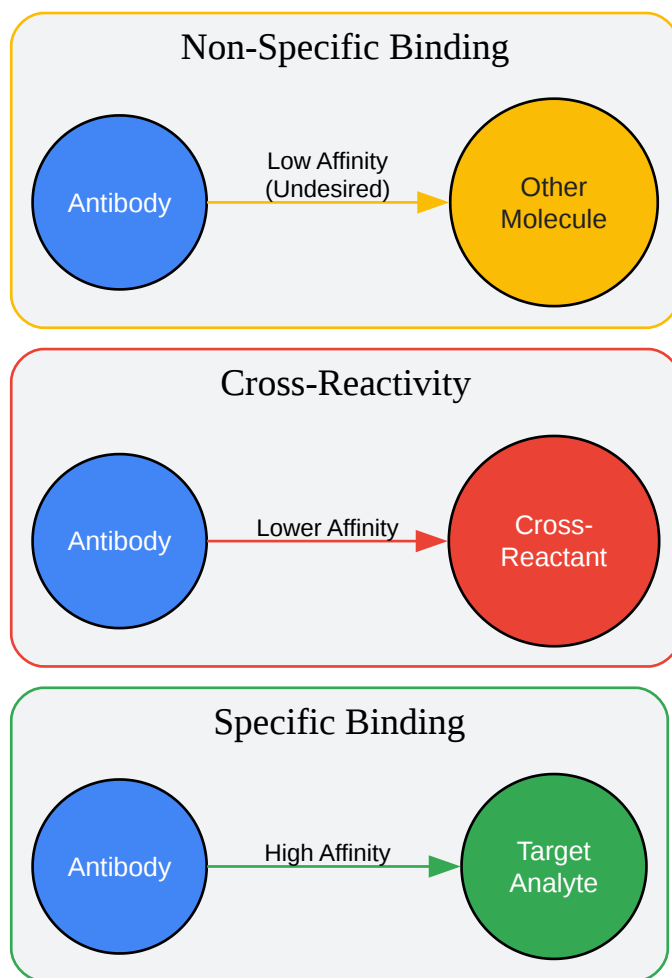 Non-Specific Binding
Antibody
Low Affinity
(Undesired)
Other
Molecule
Cross-Reactivity
Antibody
Lower Affinity
Cross-
Reactant
Specific Binding
Antibody
High Affinity
Target
Analyte